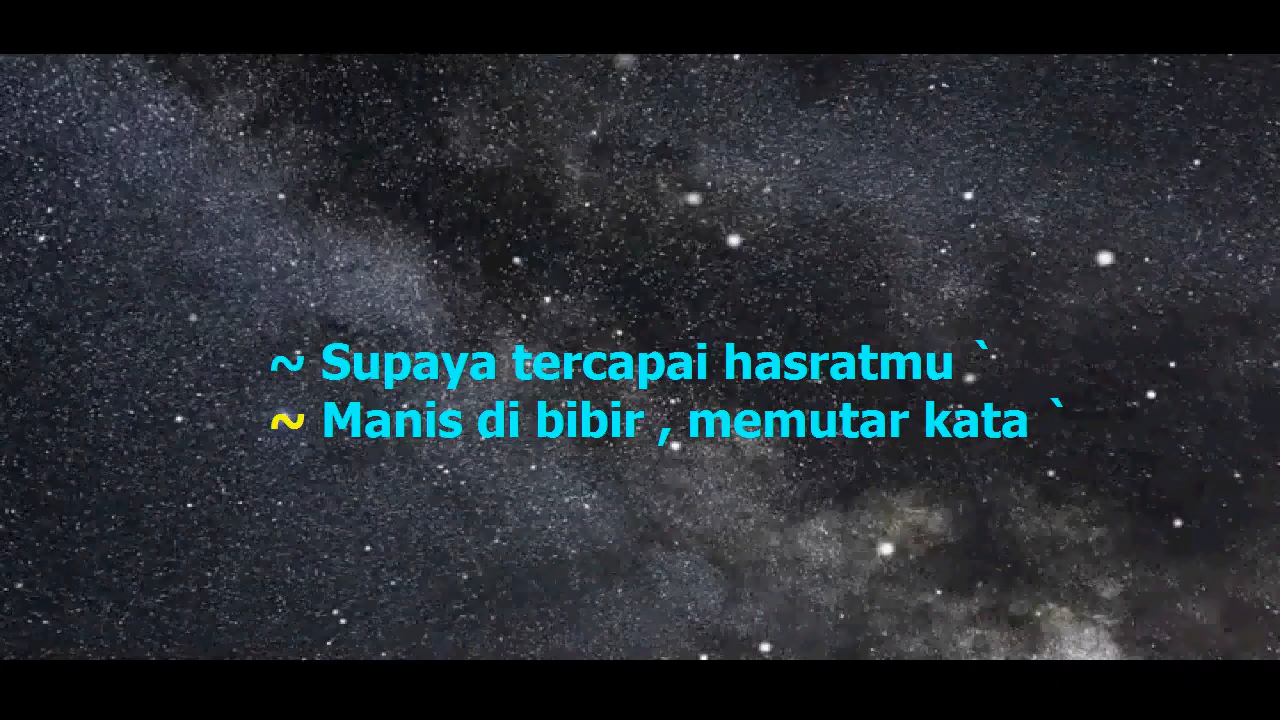 ~ Supaya tercapai hasratmu `
~ Manis di bibir , memutar kata `